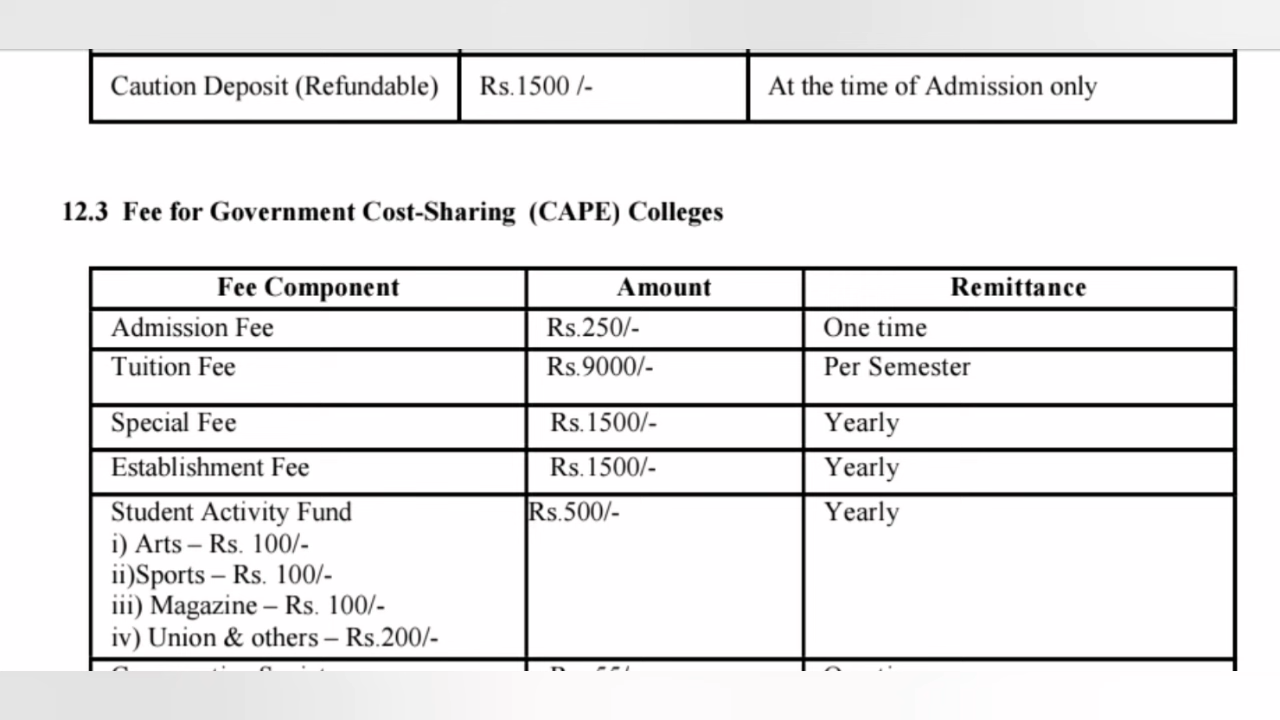 Caution Deposit (Refundable) Rs.1500 /- At the time of Admission only
12.3 Fee for Government Cost-Sharing (CAPE) Colleges
Fee Component Amount Remittance
Admission Fee Rs.250/- One time
Tuition Fee Rs.9000/- Per Semester
Special Fee Rs.1500/- Yearly
Establishment Fee Rs.1500/- Yearly
Student Activity Fund Rs.500/- Yearly
i) Arts – Rs. 100/-
ii)Sports – Rs. 100/-
iii) Magazine – Rs. 100/-
iv) Union & others – Rs.200/-